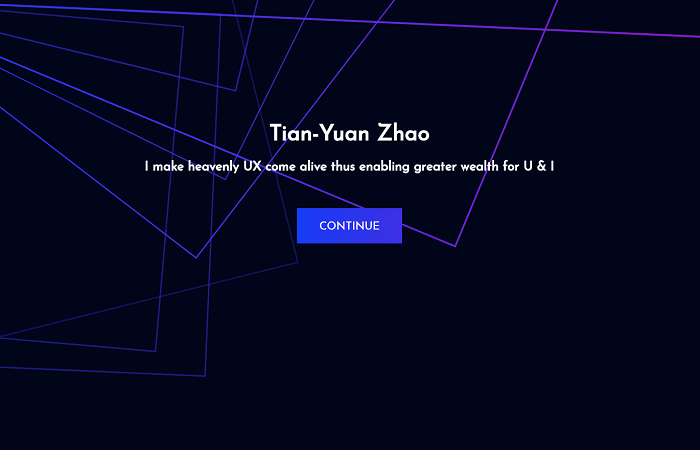 Tian-Yuan Zhao
I make heavenly UX come alive thus enabling greater wealth for U & I
CONTINUE